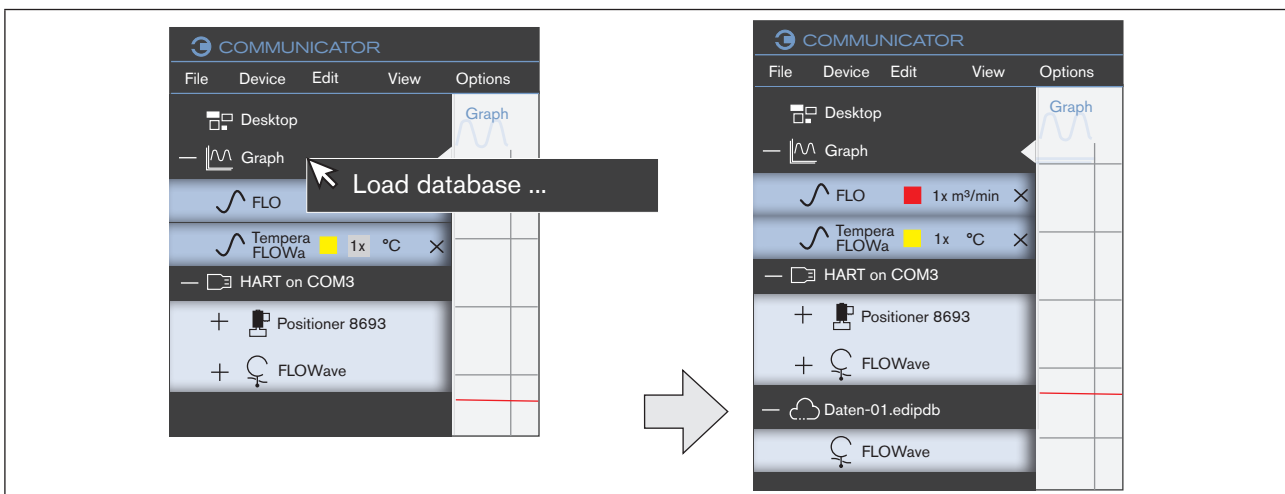 COMMUNICATOR
File Device Edit View Options
Desktop
Graph
Graph
Load database ...
FLO
Tempera
FLOWa
1x °C
HART on COM3
Positioner 8693
FLOWave
COMMUNICATOR
File Device Edit View Options
Desktop
Graph
Graph
FLO 1x m³/min
Tempera
FLOWa
1x °C
HART on COM3
Positioner 8693
FLOWave
Daten-01.edipdb
FLOWave